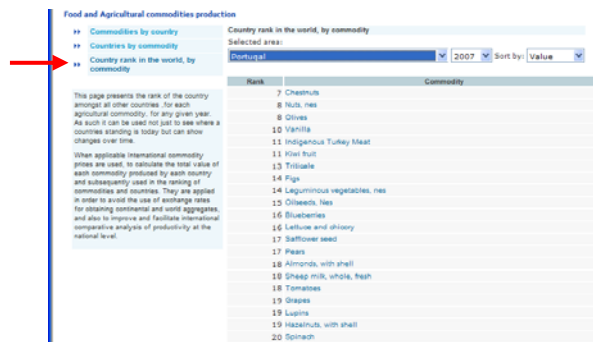 Food and Agricultural commodities production
Commodities by country
Countries by commodity
Country rank in the world, by
commodity
This page presents the rank of the country
amongst all other countries ,for each
agricultural commodity, for any given year.
As such it can be used not just to see where a
countries standing is today but can show
changes over time.
When applicable international commodity
prices are used, to calculate the total value of
each commodity produced by each country
and subsequently used in the ranking of
commodities and countries. They are applied
in order to avoid the use of exchange rates
for obtaining continental and world aggregates,
and also to improve and facilitate international
comparative analysis of productivity at the
national level.
Country rank in the world, by commodity
Selected area:
Portugal 2007 Sort by: Value
Rank Commodity
7 Chestnuts
8 Nuts, nes
8 Olives
10 Vanilla
11 Indigenous Turkey Meat
11 Kiwi fruit
13 Triticale
14 Figs
14 Leguminous vegetables, nes
15 Oilseeds, Nes
16 Blueberries
16 Lettuce and chicory
17 Safflower seed
17 Pears
18 Almonds, with shell
18 Sheep milk, whole, fresh
18 Tomatoes
19 Grapes
19 Lupins
19 Hazelnuts, with shell
20 Spinach